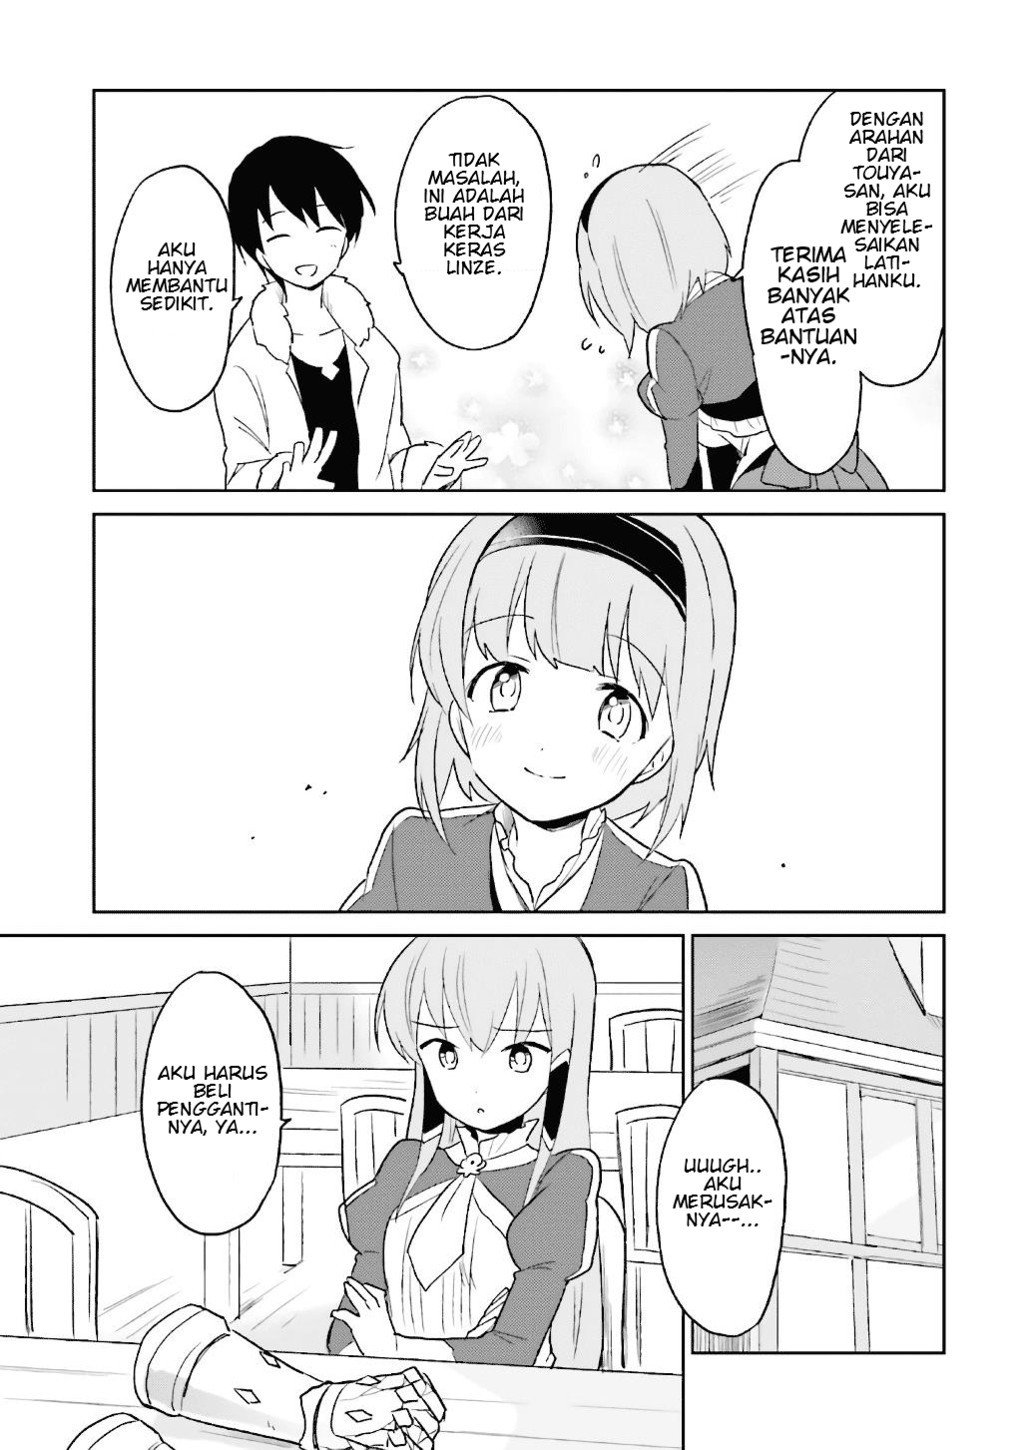 DENGAN
ARAHAN
DARI
TOUYA-
SAN, AKU
BISA
MENYELE-
SAIKAN
LATI-
HANKU.
TERIMA
KASIH
BANYAK
ATAS
BANTUAN
-NYA.
TIDAK
MASALAH,
INI ADALAH
BUAH DARI
KERJA
KERAS
LINZE.
AKU
HANYA
MEMBANTU
SEDIKIT.
UUUGH..
AKU
MERUSAK-
NYA--...
AKU HARUS
BELI
PENGGANTI-
NYA, YA...